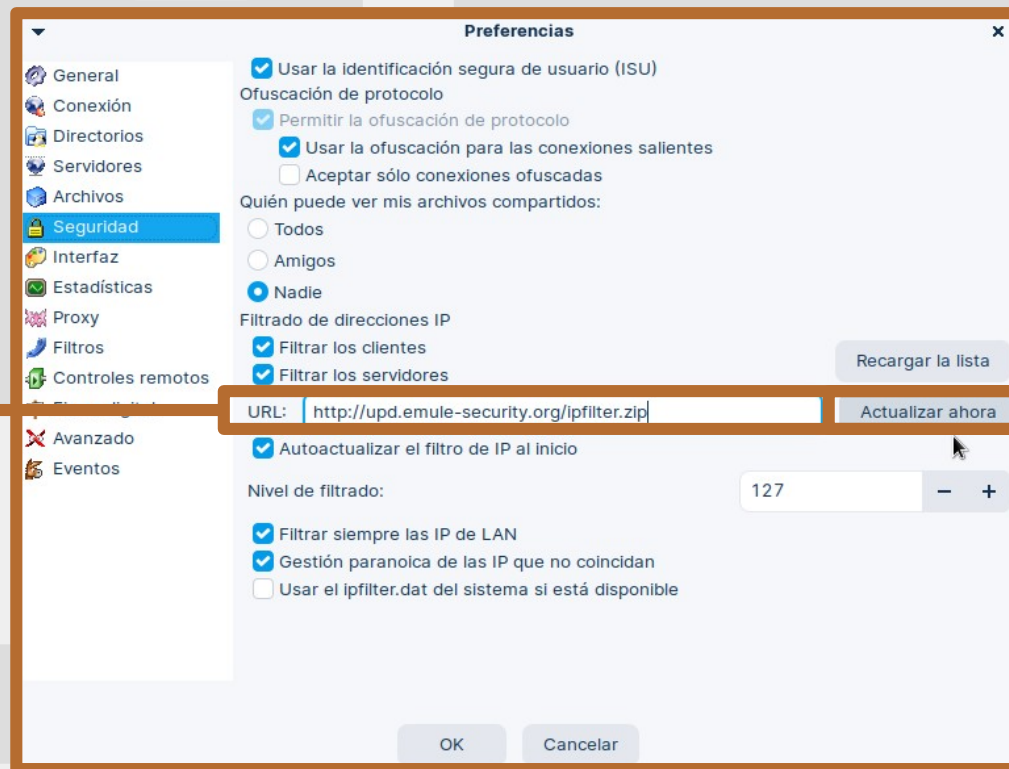 Preferencias
General
Conexión
Directorios
Servidores
Archivos
Seguridad
Interfaz
Estadísticas
Proxy
Filtros
Controles remotos
Avanzado
Eventos
Usar la identificación segura de usuario (ISU)
Ofuscación de protocolo
Permitir la ofuscación de protocolo
Usar la ofuscación para las conexiones salientes
Aceptar sólo conexiones ofuscadas
Quién puede ver mis archivos compartidos:
Todos
Amigos
Nadie
Filtrado de direcciones IP
Filtrar los clientes
Filtrar los servidores
Recargar la lista
URL: http://upd.emule-security.org/ipfilter.zip Actualizar ahora
Autoactualizar el filtro de IP al inicio
Nivel de filtrado: 127 − +
Filtrar siempre las IP de LAN
Gestión paranoica de las IP que no coincidan
Usar el ipfilter.dat del sistema si está disponible
OK Cancelar